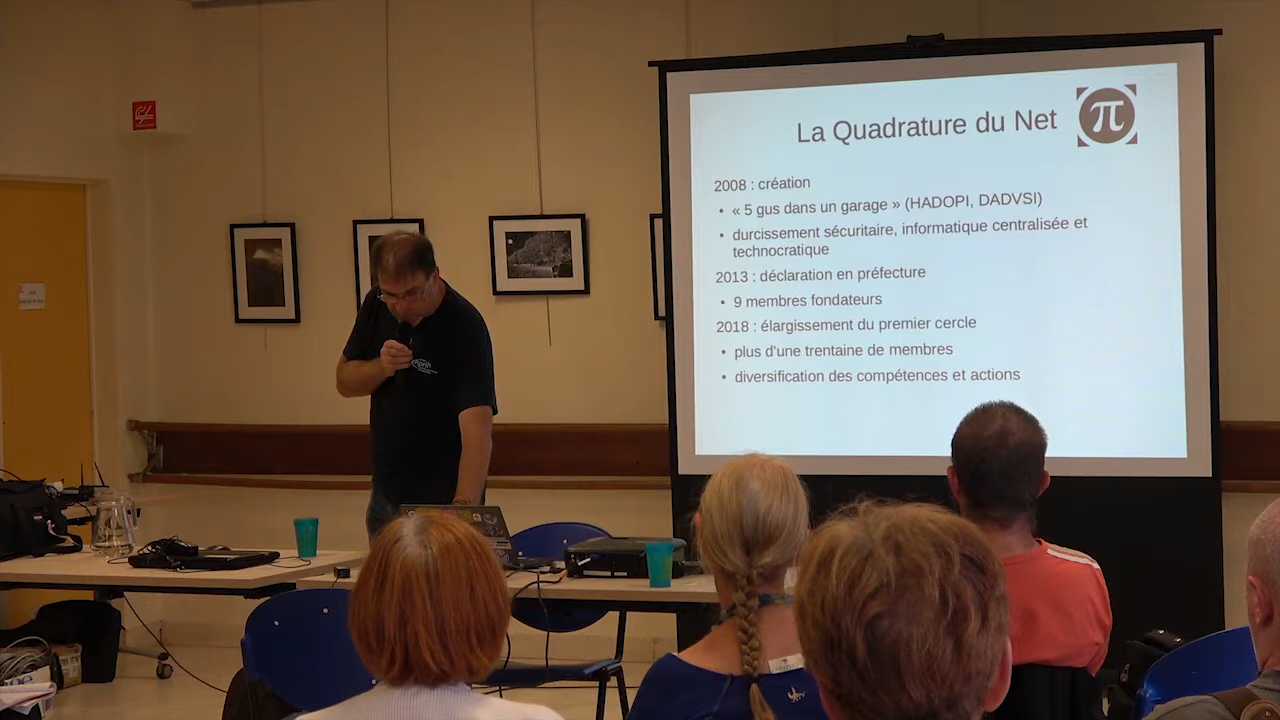 La Quadrature du Net
π
2008 : création
• « 5 gus dans un garage » (HADOPI, DADVSI)
• durcissement sécuritaire, informatique centralisée et
technocratique
2013 : déclaration en préfecture
• 9 membres fondateurs
2018 : élargissement du premier cercle
• plus d'une trentaine de membres
• diversification des compétences et actions